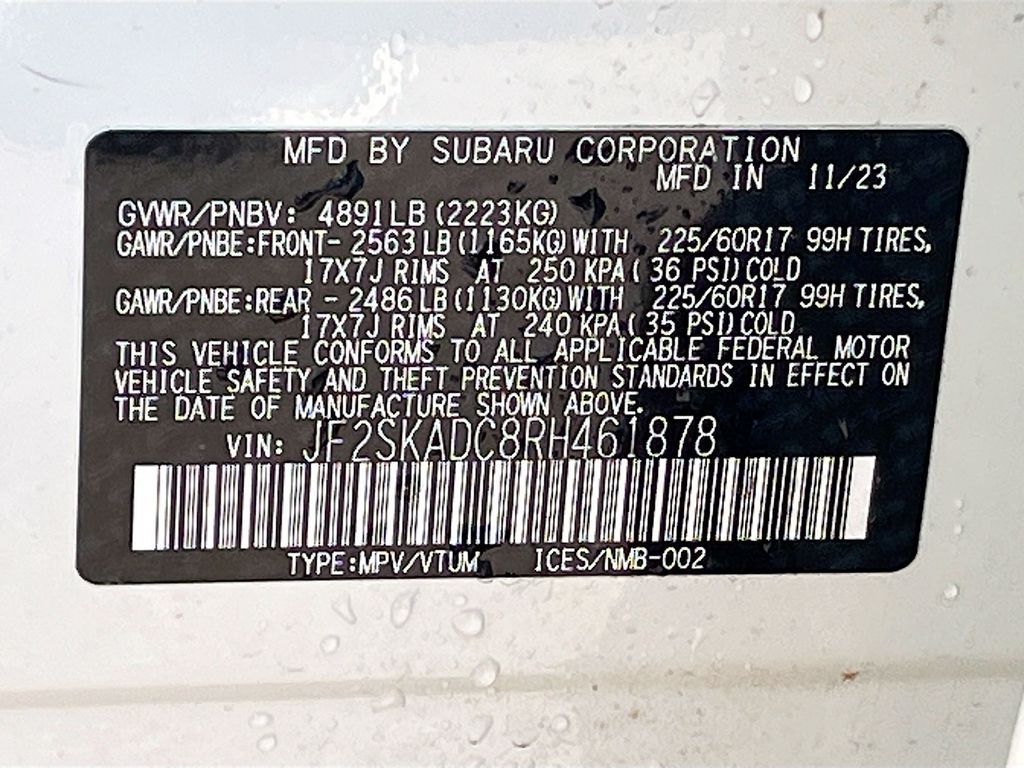 MFD BY SUBARU CORPORATION
MFD IN 11/23
GVWR/PNBV: 4891LB (2223KG)
GAWR/PNBE:FRONT- 2563 LB (1165KG) WITH 225/60R17 99H TIRES,
17X7J RIMS AT 250 KPA ( 36 PSI) COLD
GAWR/PNBE:REAR - 2486 LB (1130KG) WITH 225/60R17 99H TIRES,
17X7J RIMS AT 240 KPA ( 35 PSI) COLD
THIS VEHICLE CONFORMS TO ALL APPLICABLE FEDERAL MOTOR
VEHICLE SAFETY AND THEFT PREVENTION STANDARDS IN EFFECT ON
THE DATE OF MANUFACTURE SHOWN ABOVE.
VIN: JF2SKADC8RH461878
TYPE:MPV/VTUM ICES/NMB-002